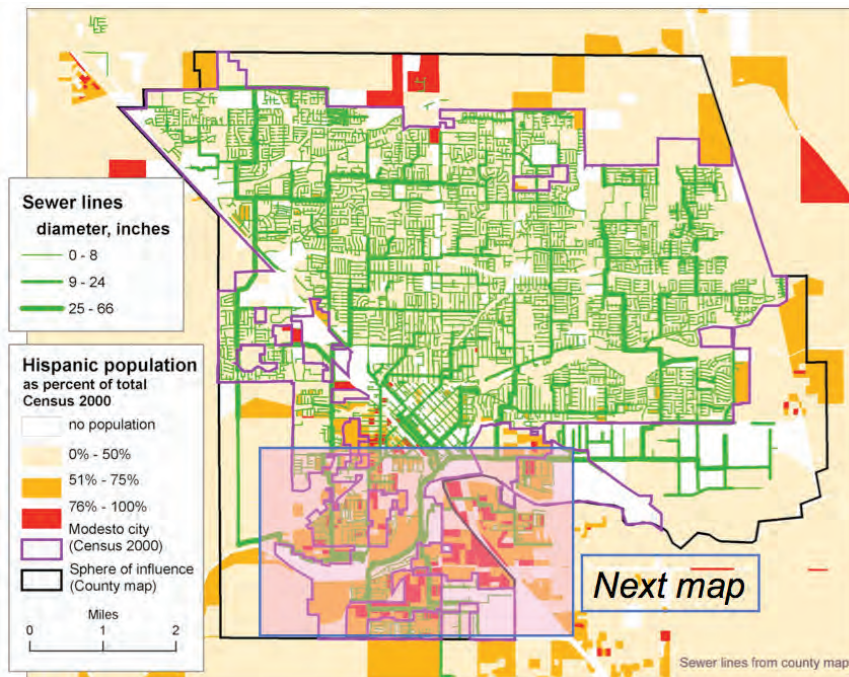 Sewer lines
diameter, inches
0 - 8
9 - 24
25 - 66
Hispanic population
as percent of total
Census 2000
no population
0% - 50%
51% - 75%
76% - 100%
Modesto city
(Census 2000)
Sphere of influence
(County map)
Miles
0 1 2
Next map
Sewer lines from county map